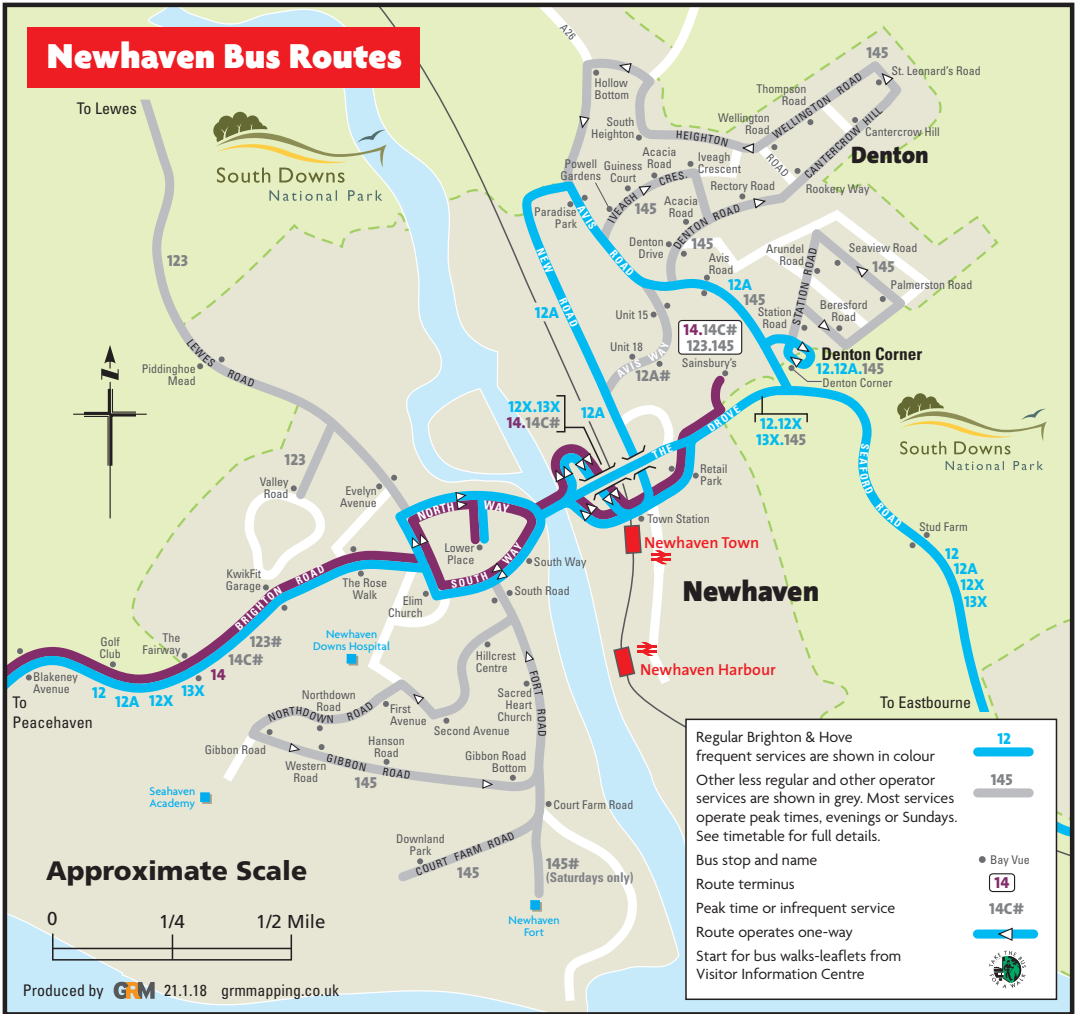 Newhaven Bus Routes
A26
To Lewes
South Downs
National Park
123
123
LEWES ROAD
Piddinghoe
Mead
N
Hollow
Bottom
South
Heighton
HEIGHTON
ROAD
Thompson
Road
Wellington
Road
WELLINGTON ROAD
145
St. Leonard's Road
Cantercrow Hill
CANTERCROW HILL
Denton
Powell
Gardens
Guiness
Court
Acacia
Road
Iveagh
Crescent
IVEAGH CRES.
145
Rectory Road
Rookery Way
Acacia
Road
DENTON ROAD
145
Denton
Drive
Paradise
Park
AVIS ROAD
Avis
Road
12A
145
NEW ROAD
12A
12A
Arundel
Road
Seaview Road
145
Palmerston Road
STATION ROAD
Beresford
Road
Station
Road
Denton Corner
12.12A.145
Denton Corner
Unit 15
Unit 18
AVIS WAY
12A#
14.14C#
123.145
Sainsbury's
12X.13X
14.14C#
THE DROVE
12.12X
13X.145
South Downs
National Park
SEAFORD ROAD
Stud Farm
12
12A
12X
13X
To Eastbourne
Retail
Park
Town Station
Newhaven Town
Newhaven
Newhaven Harbour
Valley
Road
Evelyn
Avenue
NORTH WAY
Lower
Place
SOUTH WAY
South Way
South Road
Elim
Church
The Rose
Walk
KwikFit
Garage
BRIGHTON ROAD
123#
14C#
14
13X
12X
12A
12
The
Fairway
Golf
Club
Blakeney
Avenue
To
Peacehaven
Newhaven
Downs Hospital
Hillcrest
Centre
Sacred
Heart
Church
FORT ROAD
Northdown
Road
NORTHDOWN ROAD
First
Avenue
Second Avenue
Gibbon Road
Western
Road
Hanson
Road
GIBBON ROAD
145
Gibbon Road
Bottom
Seahaven
Academy
Court Farm Road
Downland
Park
COURT FARM ROAD
145
145#
(Saturdays only)
Newhaven
Fort
Approximate Scale
0 1/4 1/2 Mile
Produced by GRM 21.1.18 grmmapping.co.uk
Regular Brighton & Hove
frequent services are shown in colour
12
Other less regular and other operator
services are shown in grey. Most services
operate peak times, evenings or Sundays.
See timetable for full details.
145
Bus stop and name
Bay Vue
Route terminus
14
Peak time or infrequent service
14C#
Route operates one-way
Start for bus walks-leaflets from
Visitor Information Centre
TAKE THE BUS
FOR A WALK